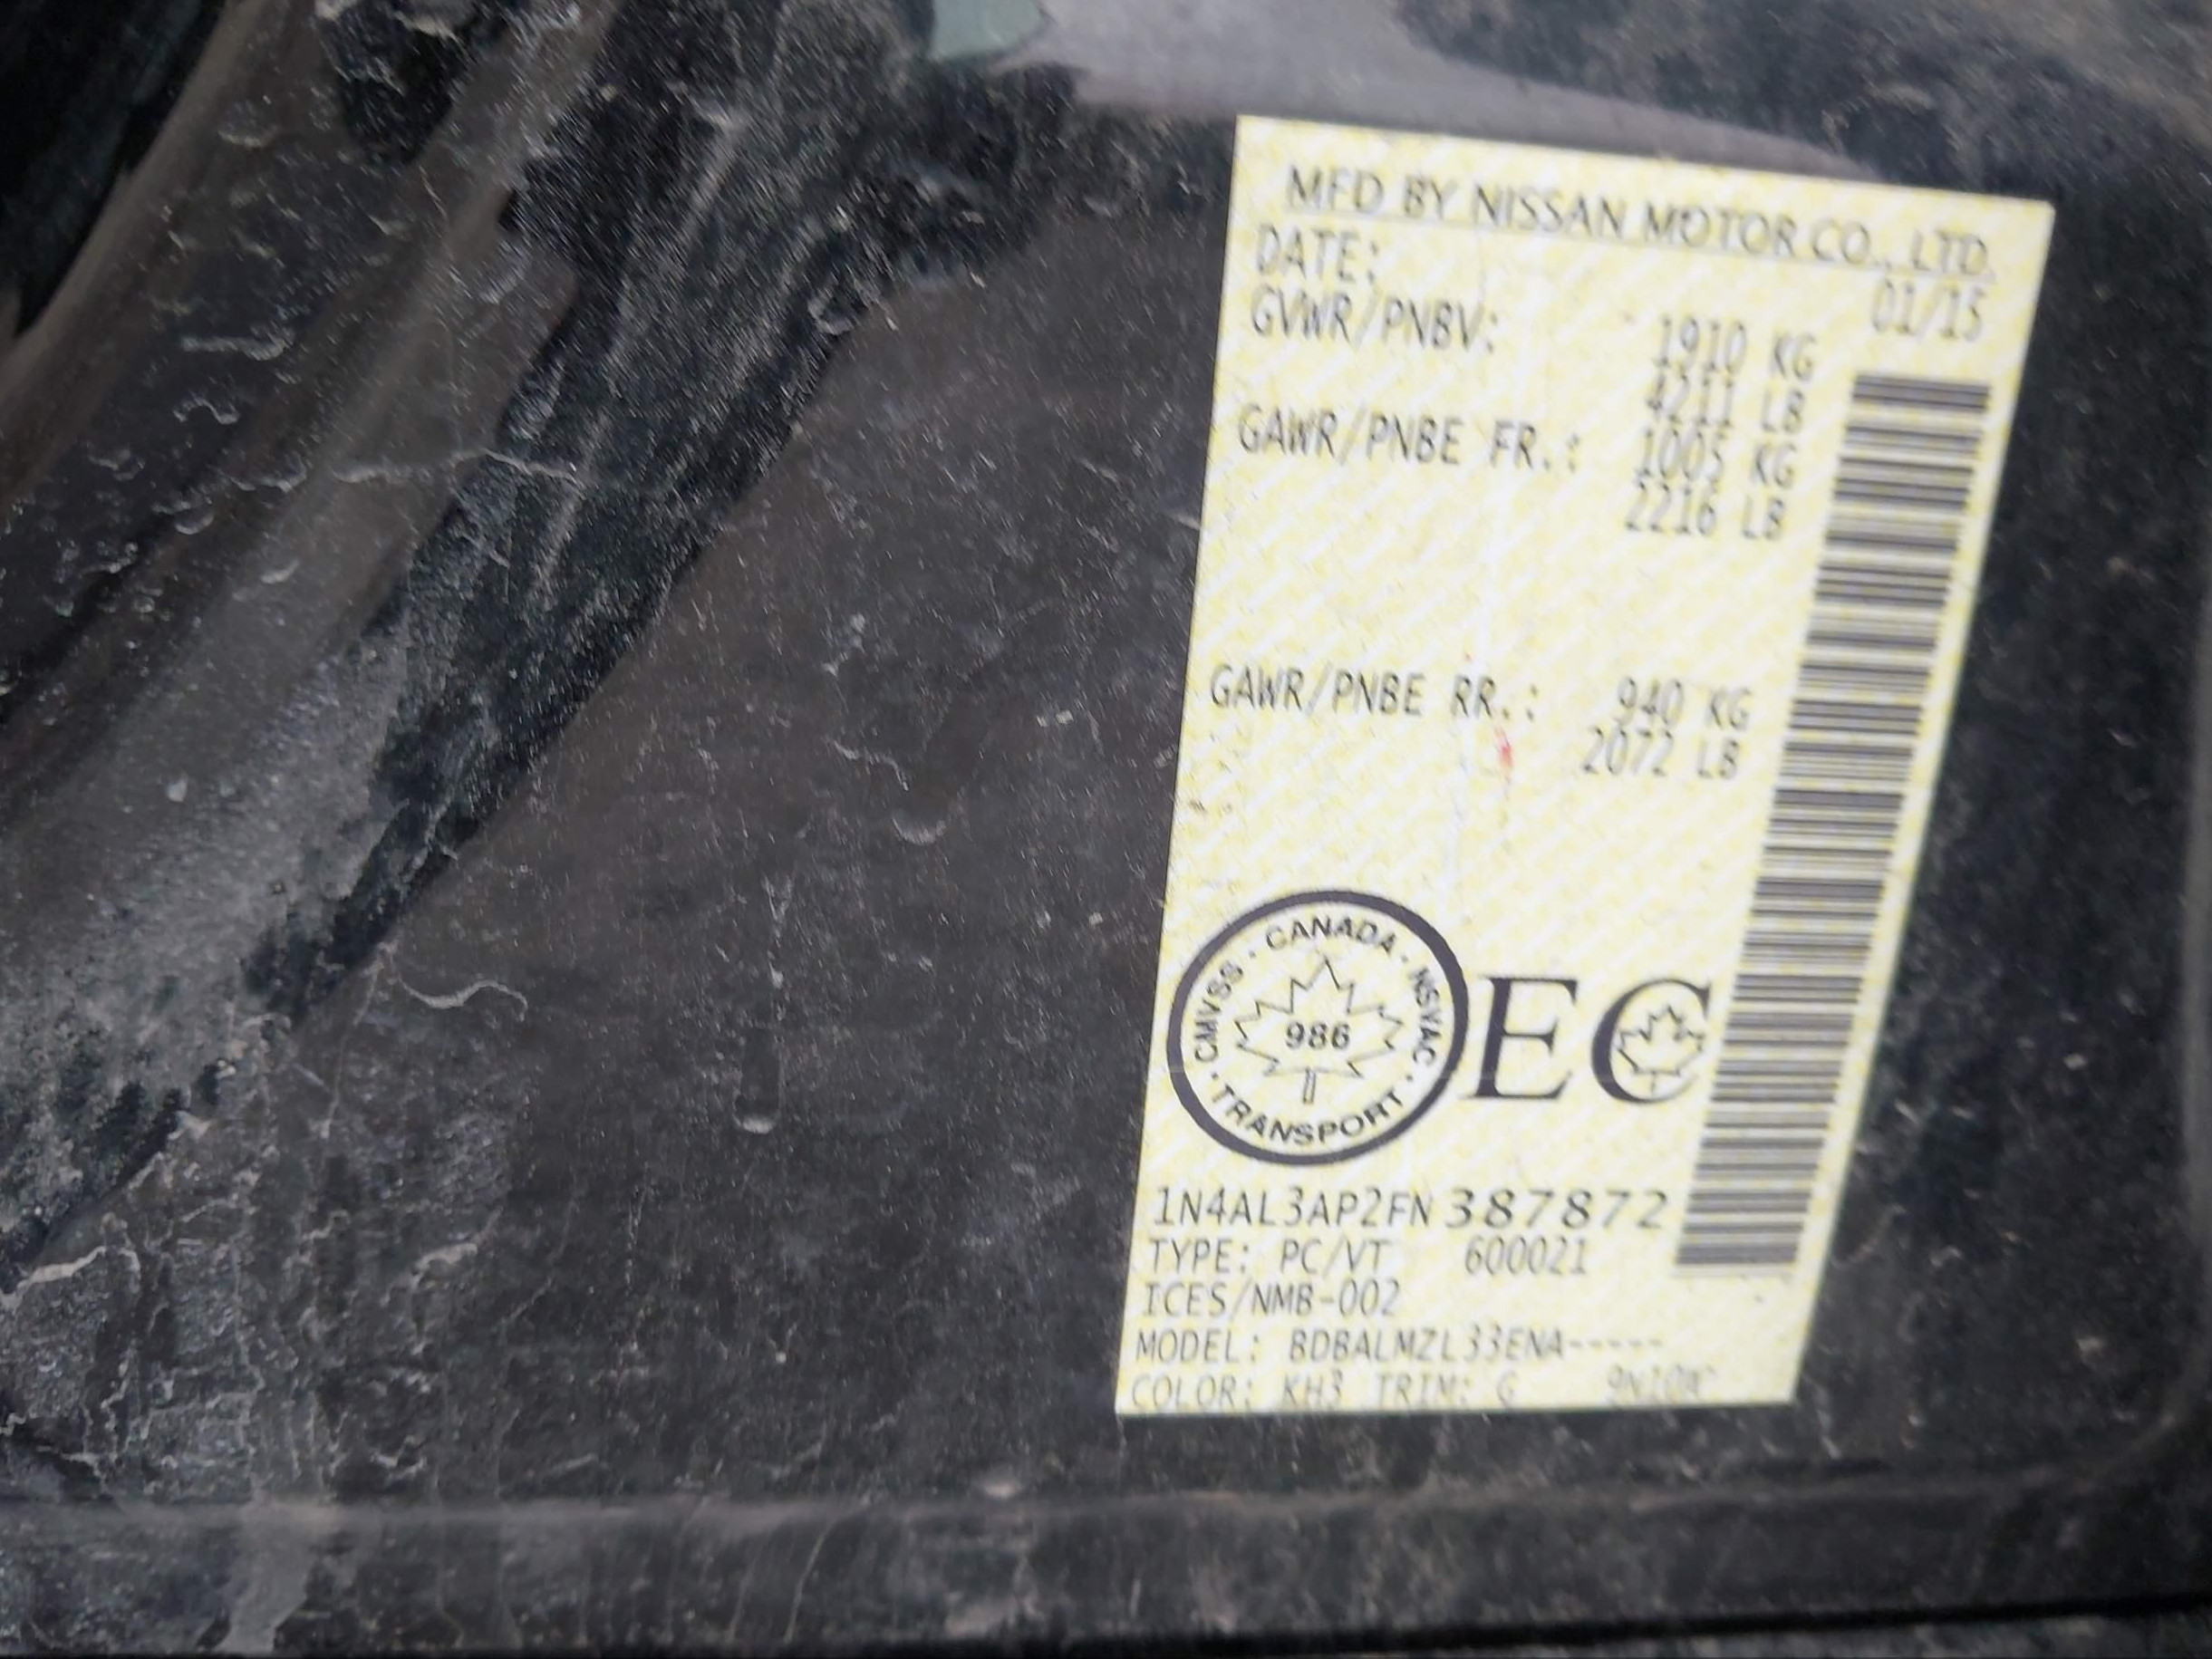 MFD BY NISSAN MOTOR CO., LTD.
DATE: 01/15
GVWR/PNBV: 1910 KG
4211 LB
GAWR/PNBE FR.: 1005 KG
2216 LB
GAWR/PNBE RR.: 940 KG
2072 LB
· CANADA · NSVAC · TRANSPORT · CMVSS
986
EC
1N4AL3AP2FN387872
TYPE: PC/VT 600021
ICES/NMB-002
MODEL: BDBALMZL33ENA-----
COLOR: KH3 TRIM: G